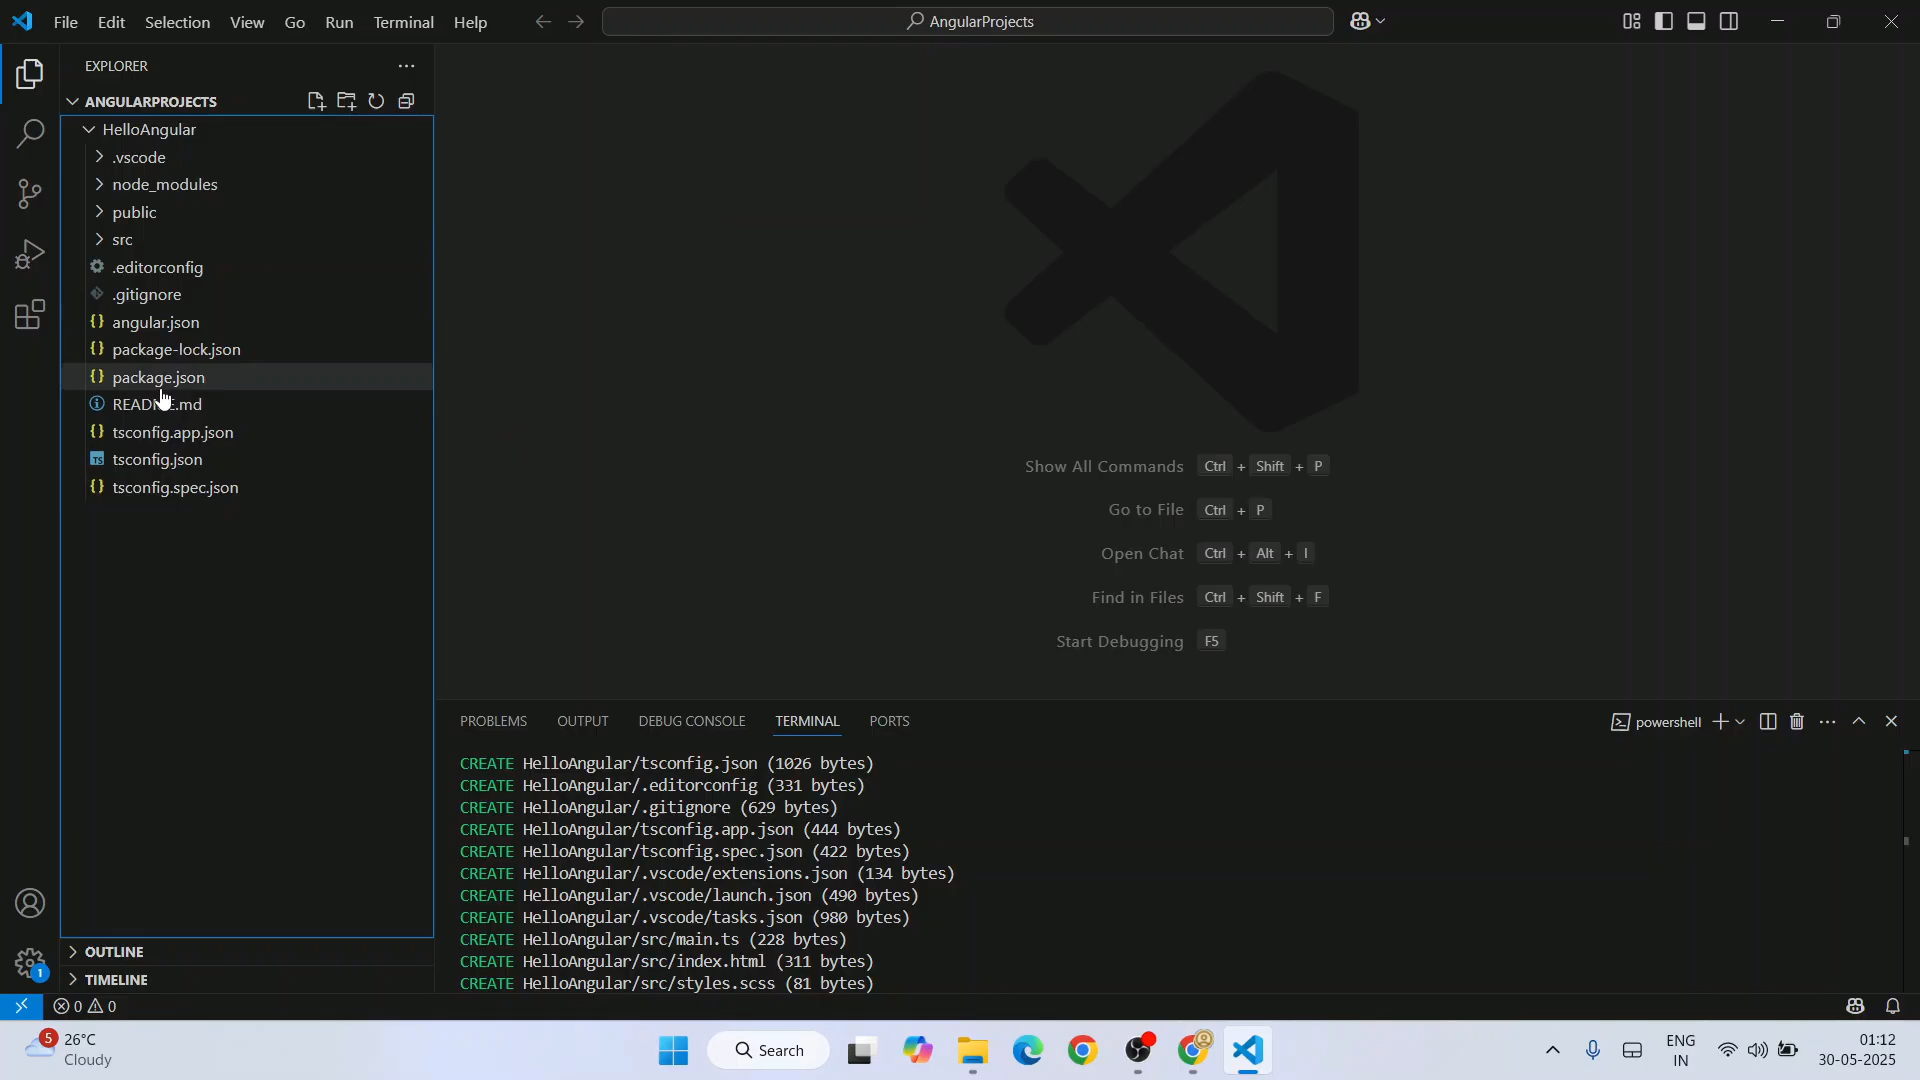 File Edit Selection View Go Run Terminal Help
AngularProjects
EXPLORER
ANGULARPROJECTS
HelloAngular
.vscode
node_modules
public
src
.editorconfig
.gitignore
angular.json
package-lock.json
package.json
README.md
tsconfig.app.json
TS tsconfig.json
tsconfig.spec.json
OUTLINE
TIMELINE
Show All Commands Ctrl + Shift + P
Go to File Ctrl + P
Open Chat Ctrl + Alt + I
Find in Files Ctrl + Shift + F
Start Debugging F5
PROBLEMS OUTPUT DEBUG CONSOLE TERMINAL PORTS
powershell
CREATE HelloAngular/tsconfig.json (1026 bytes)
CREATE HelloAngular/.editorconfig (331 bytes)
CREATE HelloAngular/.gitignore (629 bytes)
CREATE HelloAngular/tsconfig.app.json (444 bytes)
CREATE HelloAngular/tsconfig.spec.json (422 bytes)
CREATE HelloAngular/.vscode/extensions.json (134 bytes)
CREATE HelloAngular/.vscode/launch.json (490 bytes)
CREATE HelloAngular/.vscode/tasks.json (980 bytes)
CREATE HelloAngular/src/main.ts (228 bytes)
CREATE HelloAngular/src/index.html (311 bytes)
CREATE HelloAngular/src/styles.scss (81 bytes)
1
0 0
5
26°C
Cloudy
Search
ENG
IN
01:12
30-05-2025